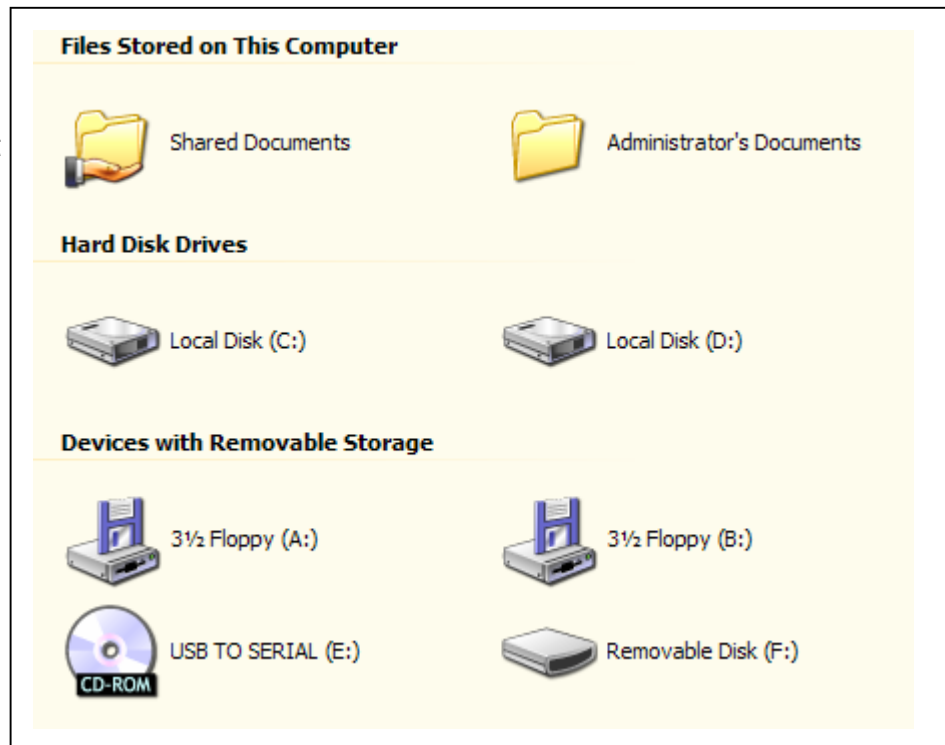 Files Stored on This Computer
Shared Documents
Administrator's Documents
Hard Disk Drives
Local Disk (C:)
Local Disk (D:)
Devices with Removable Storage
3½ Floppy (A:)
3½ Floppy (B:)
USB TO SERIAL (E:)
CD-ROM
Removable Disk (F:)